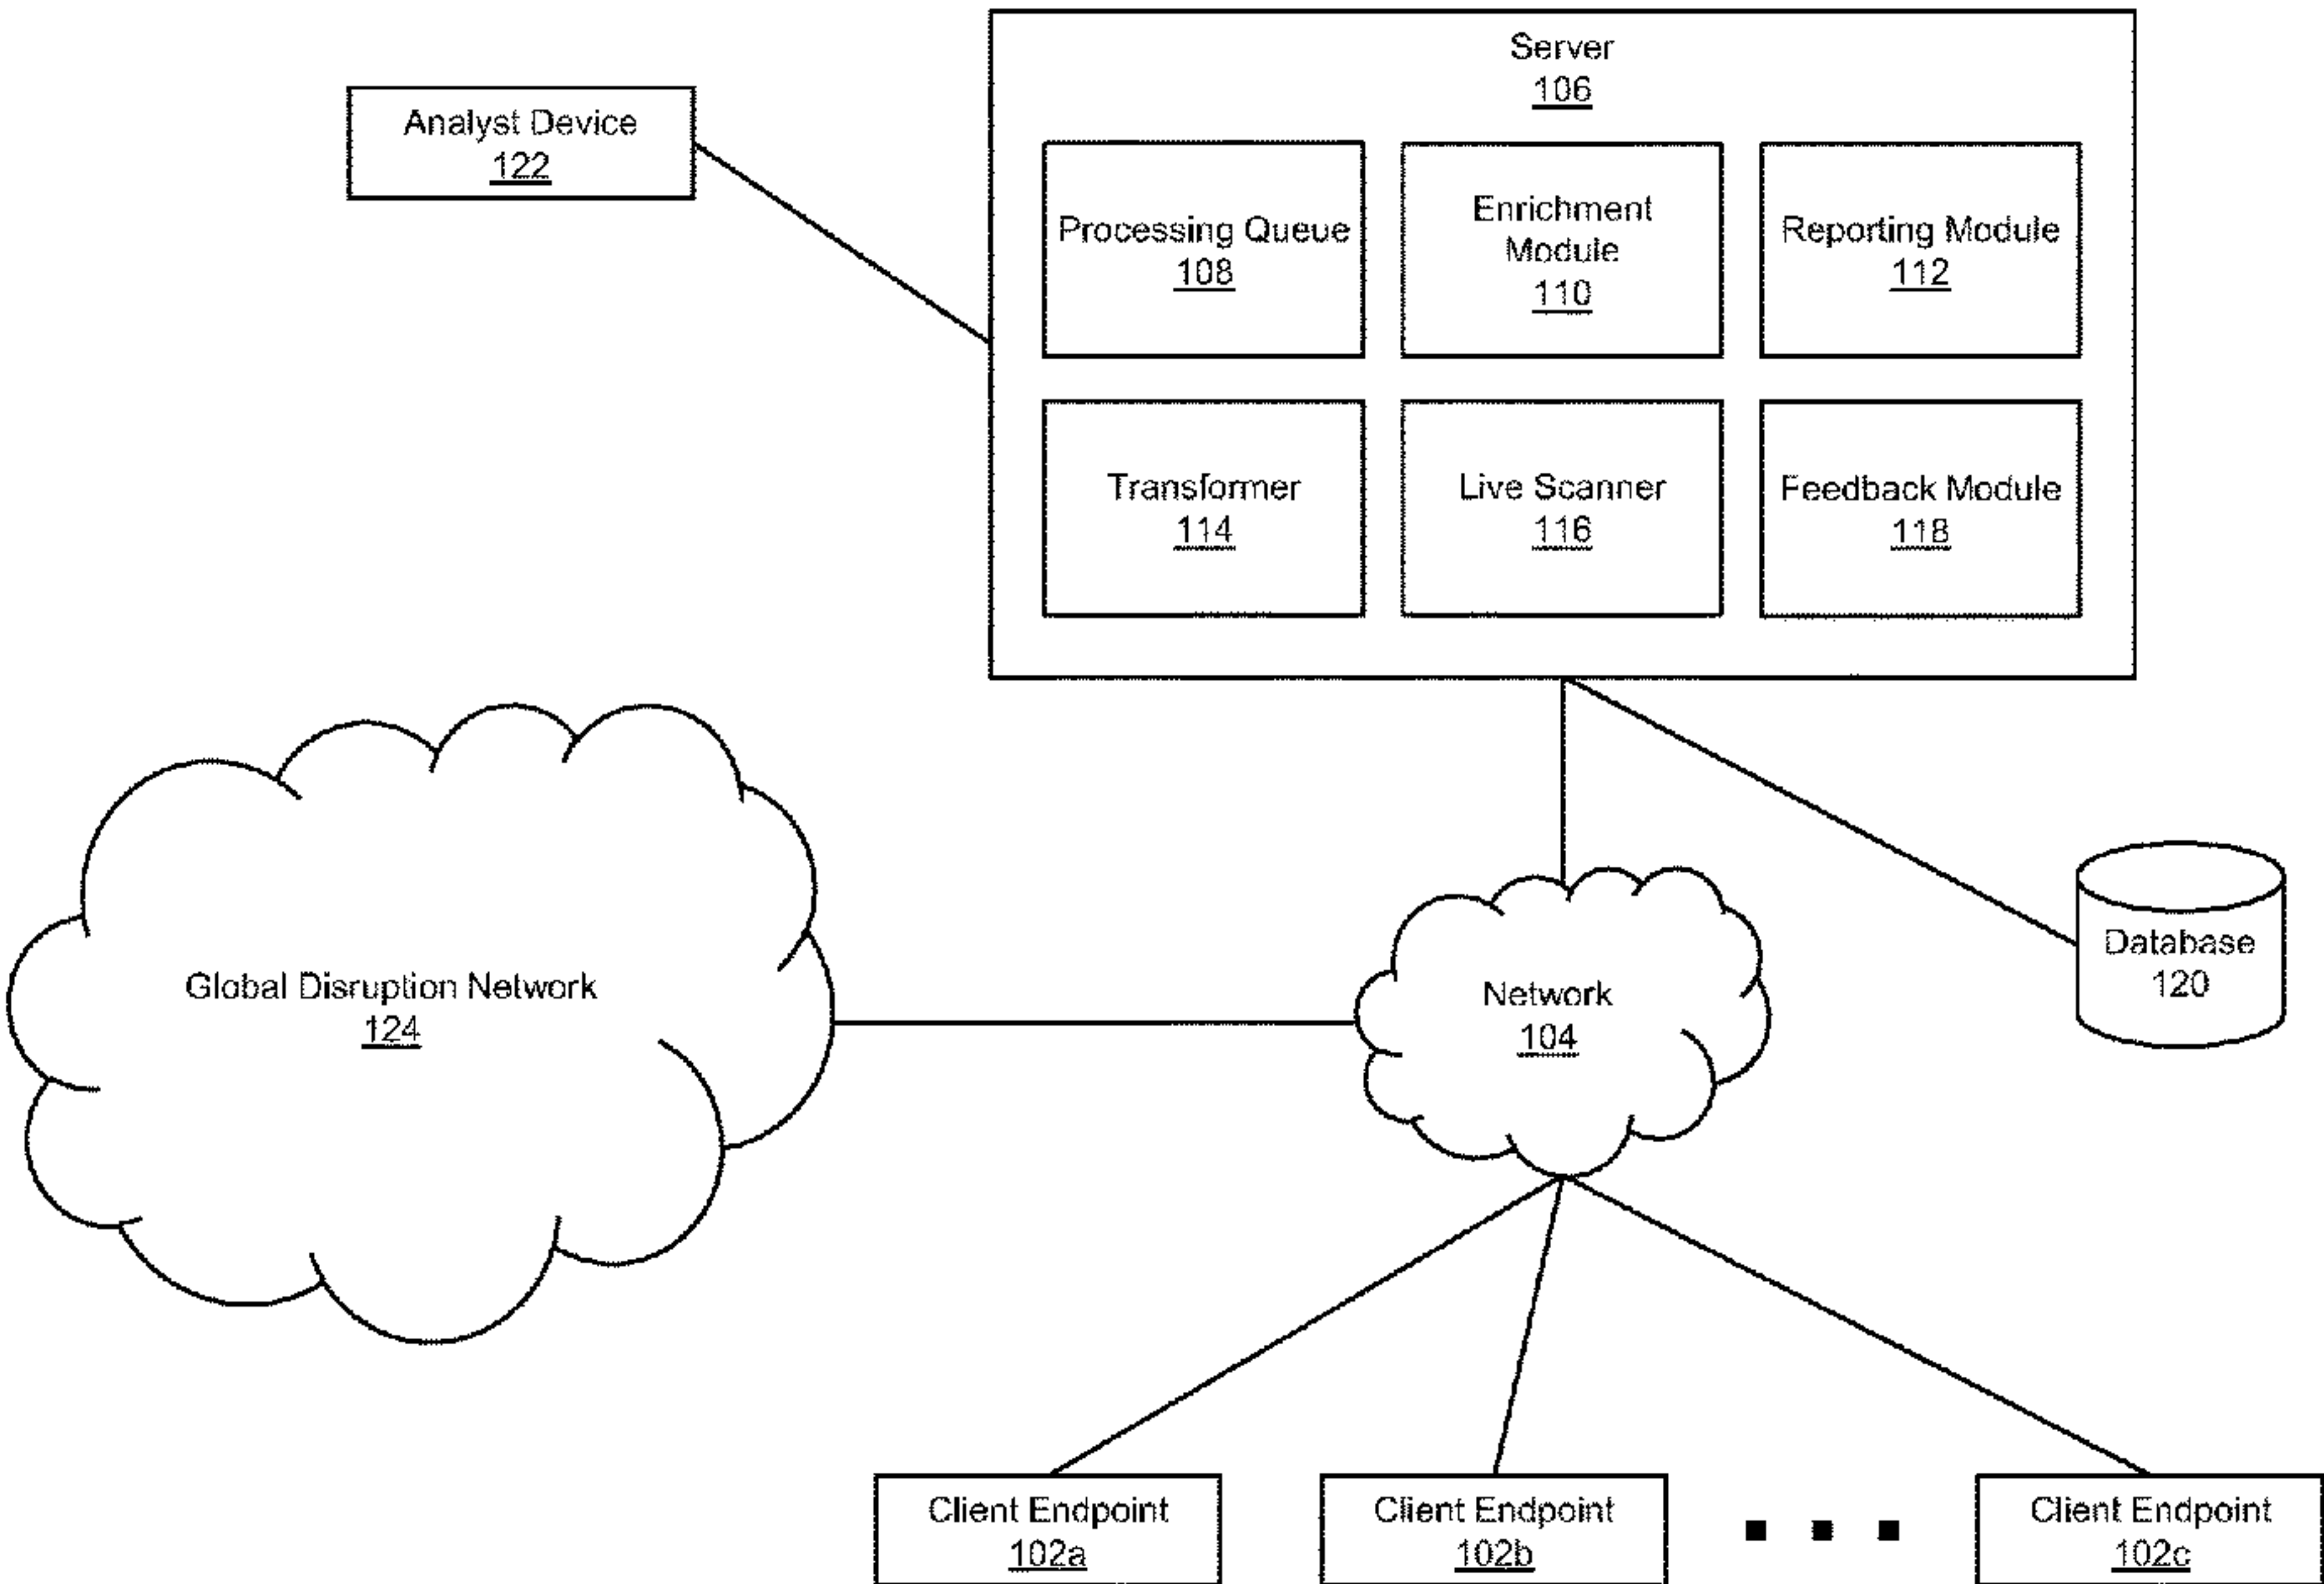 Server
106
Analyst Device
122
Processing Queue
108
Enrichment
Module
110
Reporting Module
112
Transformer
114
Live Scanner
116
Feedback Module
118
Global Disruption Network
124
Network
104
Database
120
Client Endpoint
102a
Client Endpoint
102b
Client Endpoint
102c